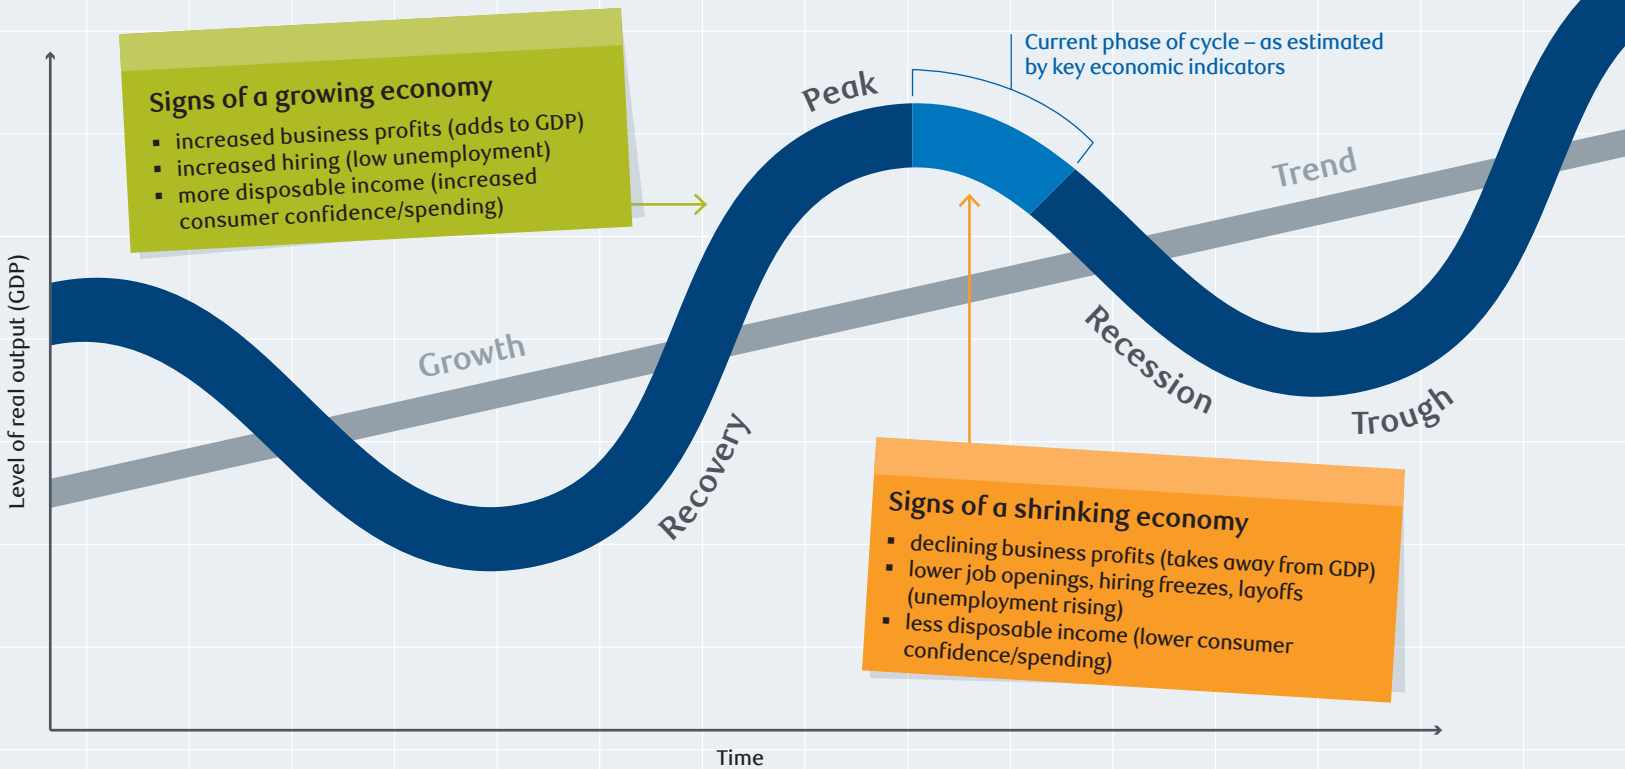 Signs of a growing economy
▪ increased business profits (adds to GDP)
▪ increased hiring (low unemployment)
▪ more disposable income (increased
consumer confidence/spending)
Peak
Current phase of cycle – as estimated
by key economic indicators
Trend
Growth
Recovery
Recession
Trough
Level of real output (GDP)
Signs of a shrinking economy
▪ declining business profits (takes away from GDP)
▪ lower job openings, hiring freezes, layoffs
(unemployment rising)
▪ less disposable income (lower consumer
confidence/spending)
Time